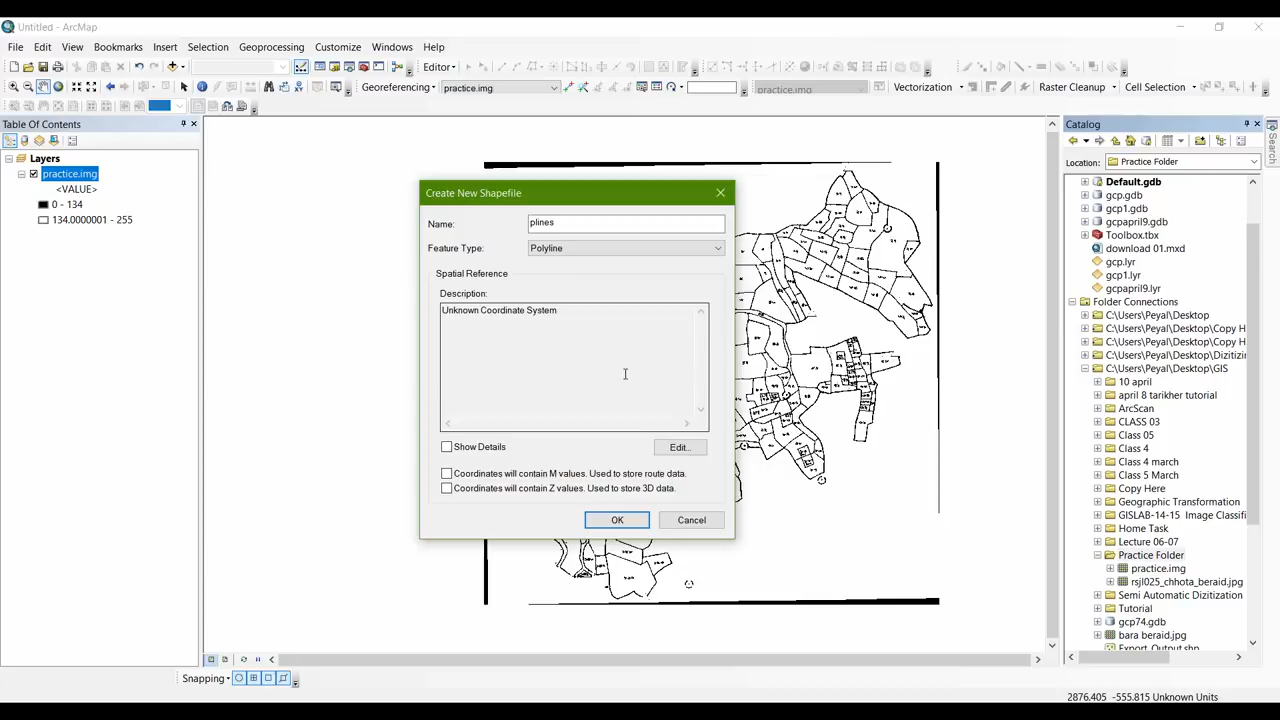 Untitled - ArcMap
File Edit View Bookmarks Insert Selection Geoprocessing Customize Windows Help
Editor
Georeferencing practice.img
practice.img
Vectorization
Raster Cleanup
Cell Selection
Table Of Contents
Layers
practice.img
<VALUE>
0 - 134
134.0000001 - 255
Create New Shapefile
Name: plines
Feature Type: Polyline
Spatial Reference
Description:
Unknown Coordinate System
Show Details
Edit...
Coordinates will contain M values. Used to store route data.
Coordinates will contain Z values. Used to store 3D data.
OK Cancel
Catalog
Location: Practice Folder
Default.gdb
gcp.gdb
gcp1.gdb
gcpapril9.gdb
Toolbox.tbx
download 01.mxd
gcp.lyr
gcp1.lyr
gcpapril9.lyr
Folder Connections
C:\Users\Peyal\Desktop
C:\Users\Peyal\Desktop\Copy H
C:\Users\Peyal\Desktop\Copy H
C:\Users\Peyal\Desktop\Dizitizin
C:\Users\Peyal\Desktop\GIS
10 april
april 8 tarikher tutorial
ArcScan
CLASS 03
Class 05
Class 4
Class 4 march
Class 5 March
Copy Here
Geographic Transformation
GISLAB-14-15 Image Classifi
Home Task
Lecture 06-07
Practice Folder
practice.img
rsjl025_chhota_beraid.jpg
Semi Automatic Dizitization
Tutorial
gcp74.gdb
bara beraid.jpg
Export_Output.shp
Search
Snapping
2876.405 -555.815 Unknown Units